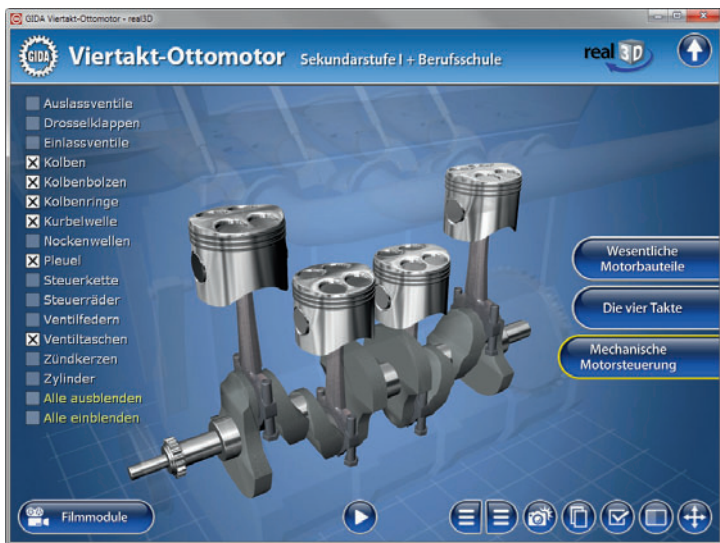 GIDA Viertakt-Ottomotor - real3D
GIDA
Viertakt-Ottomotor Sekundarstufe I + Berufsschule
real 3D
Auslassventile
Drosselklappen
Einlassventile
Kolben
Kolbenbolzen
Kolbenringe
Kurbelwelle
Nockenwellen
Pleuel
Steuerkette
Steuerräder
Ventilfedern
Ventiltaschen
Zündkerzen
Zylinder
Alle ausblenden
Alle einblenden
Wesentliche
Motorbauteile
Die vier Takte
Mechanische
Motorsteuerung
Filmmodule